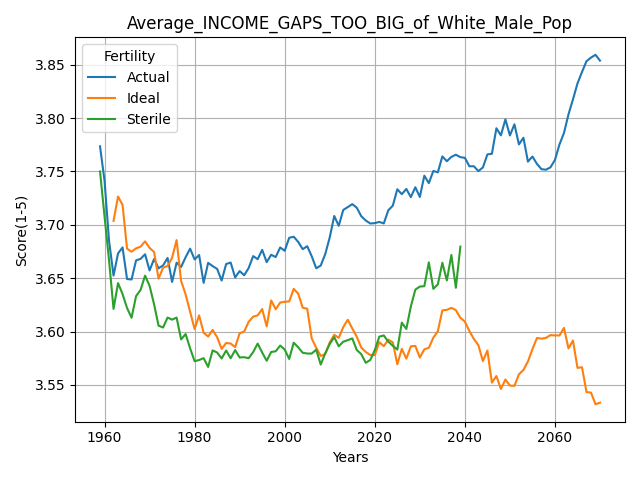 Average_INCOME_GAPS_TOO_BIG_of_White_Male_Pop
Fertility
Actual
Ideal
Sterile
Score(1-5)
3.85
3.80
3.75
3.70
3.65
3.60
3.55
1960 1980 2000 2020 2040 2060
Years